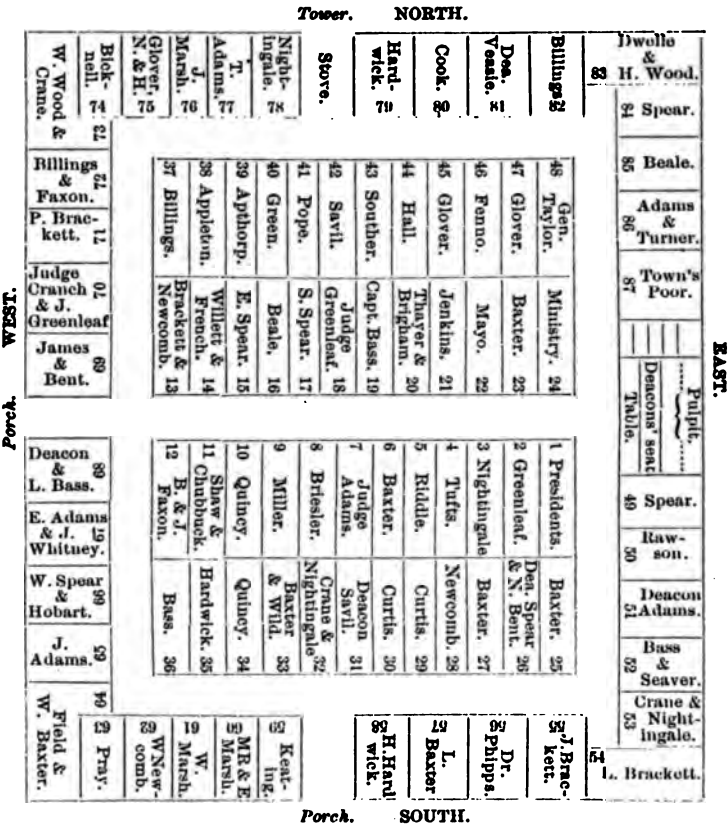 Tower. NORTH.
W. Wood &
Crane.
73
Bick-
nell.
74
Glover,
N. & H.
75
J.
Marsh.
76
T.
Adams.
77
Night-
ingale.
78
Stove.
Hard-
wick.
79
Cook.
80
Dea.
Veasie.
81
Billings
82
Dwelle
&
83 H. Wood.
84 Spear.
85 Beale.
Adams
&
86 Turner.
87 Town's
Poor.
Pulpit.
Deacons' seat
Table.
EAST.
49 Spear.
Raw-
50 son.
Deacon
51 Adams.
Bass
52 &
Seaver.
Crane &
53 Night-
ingale.
54
L. Brackett.
Billings
& 72
Faxon.
P. Brac-
kett. 71
Judge
Cranch 70
& J.
Greenleaf
James
& 69
Bent.
WEST.
Porch.
Deacon
& 68
L. Bass.
E. Adams
& J. 67
Whitney.
W. Spear
& 66
Hobart.
J.
Adams. 65
64
Field &
W. Baxter.
37 Billings.
38 Appleton.
39 Apthorp.
40 Green.
41 Pope.
42 Savil.
43 Souther.
44 Hall.
45 Glover.
46 Fenno.
47 Glover.
48 Gen.
Taylor.
Brackett &
Newcomb. 13
Willett &
French. 14
E. Spear. 15
Beale. 16
S. Spear. 17
Judge
Greenleaf. 18
Capt. Bass. 19
Thayer &
Brigham. 20
Jenkins. 21
Mayo. 22
Baxter. 23
Ministry. 24
12 B. & J.
Faxon.
11 Shaw &
Chubbuck.
10 Quincy.
9 Miller.
8 Briesler.
7 Judge
Adams.
6 Baxter.
5 Riddle.
4 Tufts.
3 Nightingale
2 Greenleaf.
1 Presidents.
Bass. 36
Hardwick. 35
Quincy. 34
Baxter
& Wild. 33
Crane &
Nightingale 32
Deacon
Savil. 31
Curtis. 30
Curtis. 29
Newcomb. 28
Baxter. 27
Dea. Spear
& N. Bent. 26
Baxter. 25
63
Pray.
62
W New-
comb.
61
W.
Marsh.
60
MR & E
Marsh.
59
Keat-
ing.
58
H. Hard
wick.
57
L.
Baxter
56
Dr.
Phipps.
55
J. Brac-
kett.
Porch. SOUTH.